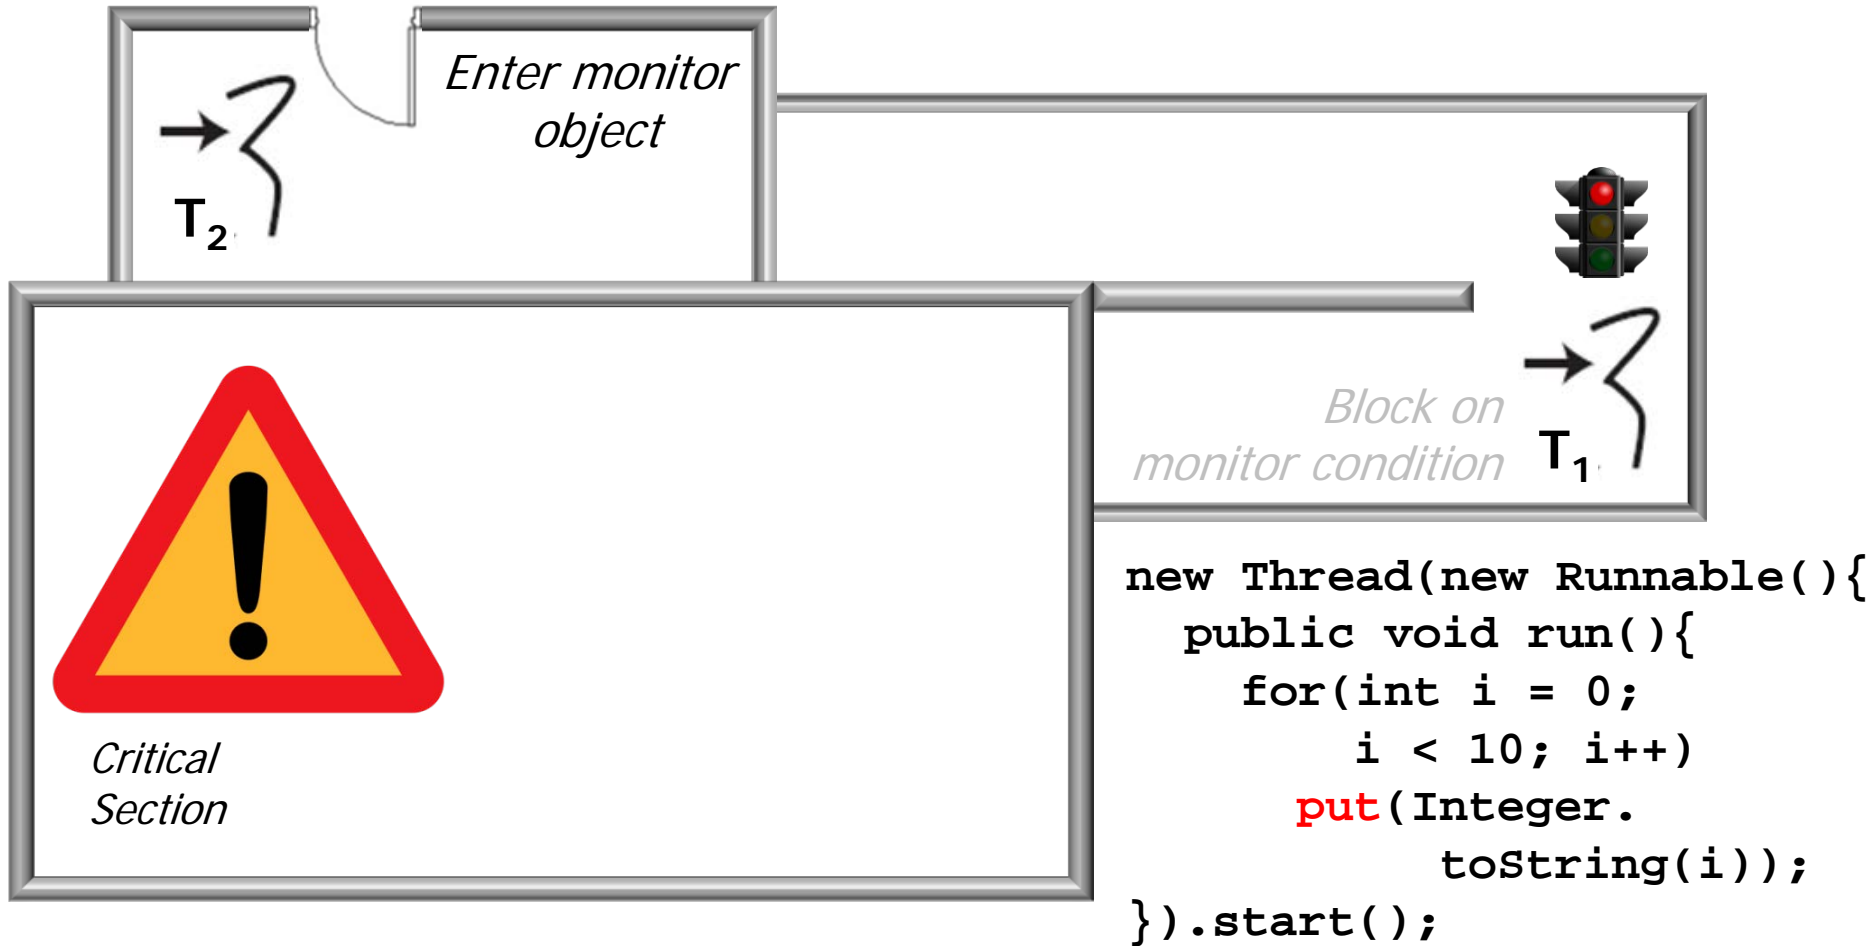 Enter monitor
object
T2
Block on
monitor condition
T1
Critical
Section
new Thread(new Runnable(){
public void run(){
for(int i = 0;
i < 10; i++)
put(Integer.
toString(i));
}).start();